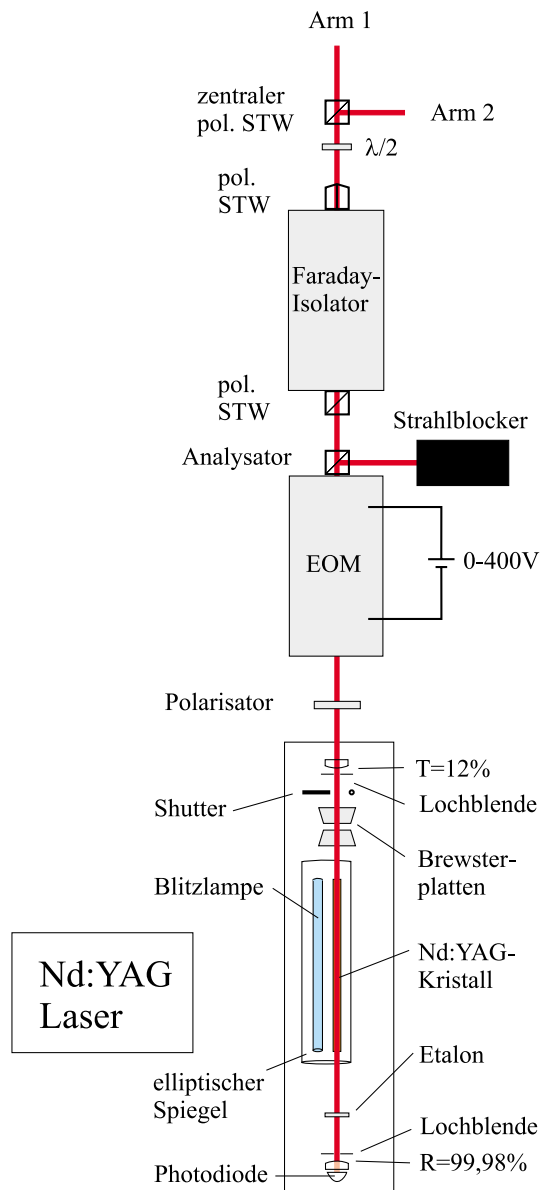 Arm 1
zentraler
pol. STW
Arm 2
λ/2
pol.
STW
Faraday-
Isolator
pol.
STW
Strahlblocker
Analysator
EOM
0-400V
Polarisator
T=12%
Shutter
Lochblende
Brewster-
platten
Blitzlampe
Nd:YAG
Laser
Nd:YAG-
Kristall
Etalon
elliptischer
Spiegel
Lochblende
R=99,98%
Photodiode